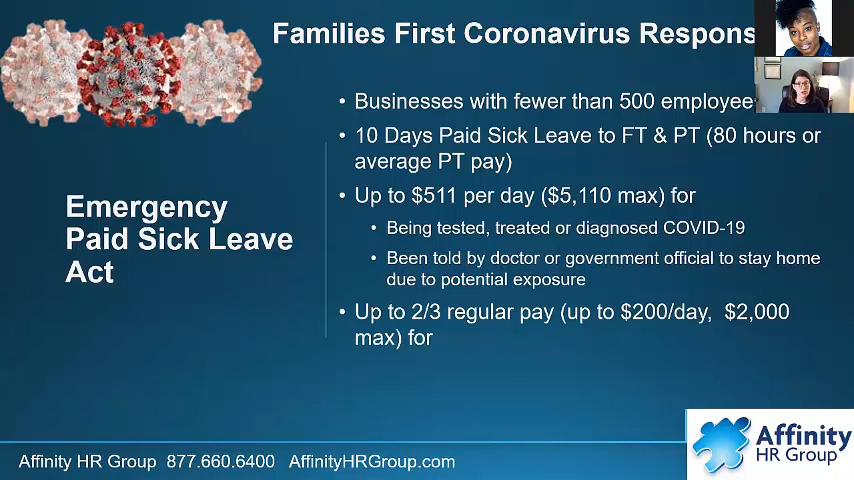 Families First Coronavirus Respons
• Businesses with fewer than 500 employee
• 10 Days Paid Sick Leave to FT & PT (80 hours or
average PT pay)
• Up to $511 per day ($5,110 max) for
• Being tested, treated or diagnosed COVID-19
• Been told by doctor or government official to stay home
due to potential exposure
• Up to 2/3 regular pay (up to $200/day, $2,000
max) for
Emergency
Paid Sick Leave
Act
Affinity HR Group 877.660.6400 AffinityHRGroup.com
Affinity
HR Group